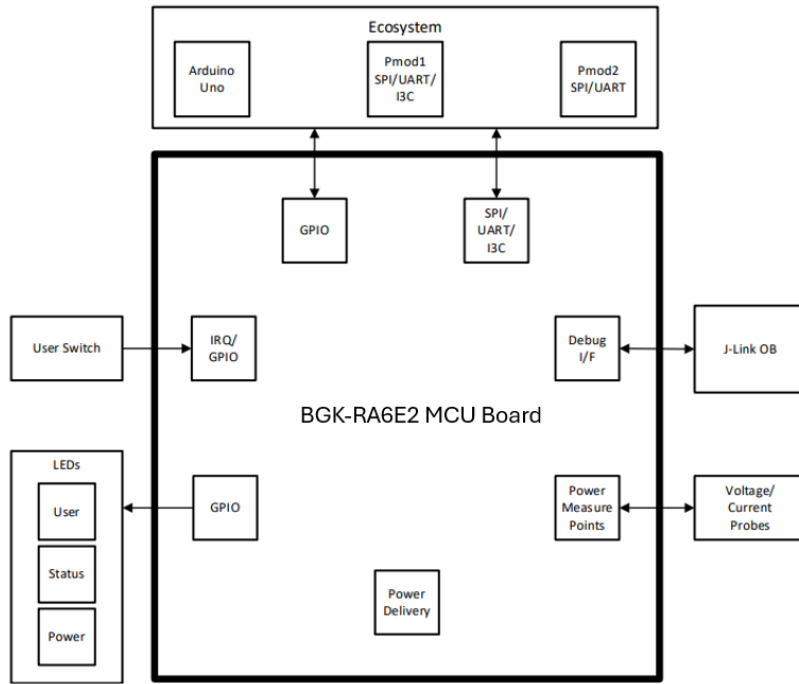 Ecosystem
Arduino
Uno
Pmod1
SPI/UART/
I3C
Pmod2
SPI/UART
GPIO
SPI/
UART/
I3C
User Switch
IRQ/
GPIO
Debug
I/F
J-Link OB
BGK-RA6E2 MCU Board
LEDs
User
Status
Power
GPIO
Power
Measure
Points
Voltage/
Current
Probes
Power
Delivery